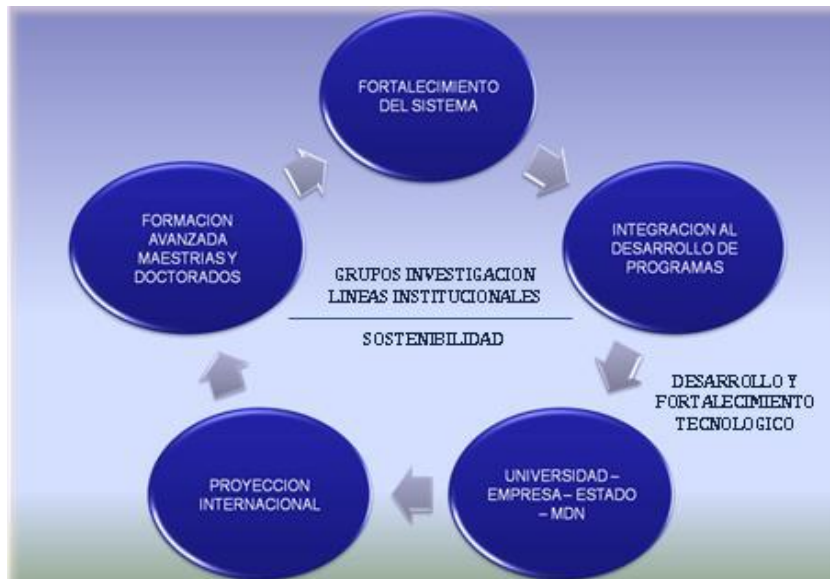 FORTALECIMIENTO
DEL SISTEMA
FORMACION
AVANZADA
MAESTRIAS Y
DOCTORADOS
INTEGRACION AL
DESARROLLO DE
PROGRAMAS
GRUPOS INVESTIGACION
LINEAS INSTITUCIONALES
SOSTENIBILIDAD
DESARROLLO Y
FORTALECIMIENTO
TECNOLOGICO
PROYECCION
INTERNACIONAL
UNIVERSIDAD –
EMPRESA – ESTADO
– MDN